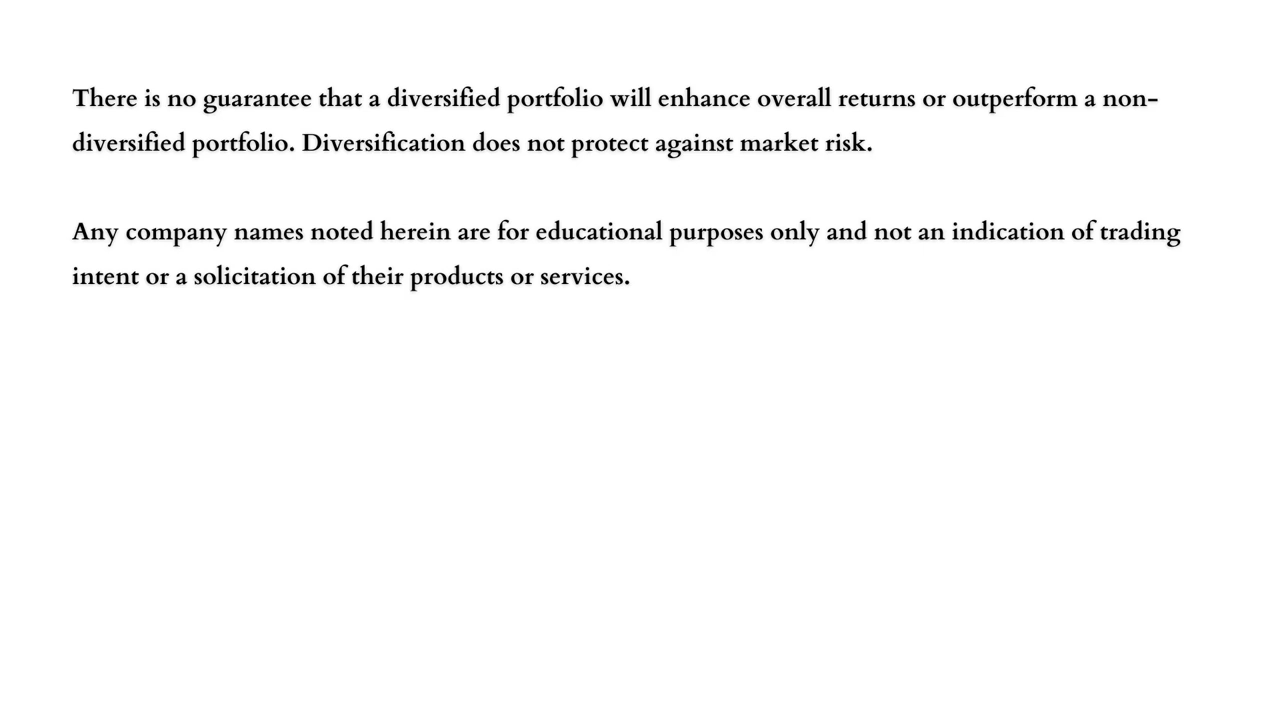 There is no guarantee that a diversified portfolio will enhance overall returns or outperform a non-
diversified portfolio. Diversification does not protect against market risk.
Any company names noted herein are for educational purposes only and not an indication of trading
intent or a solicitation of their products or services.